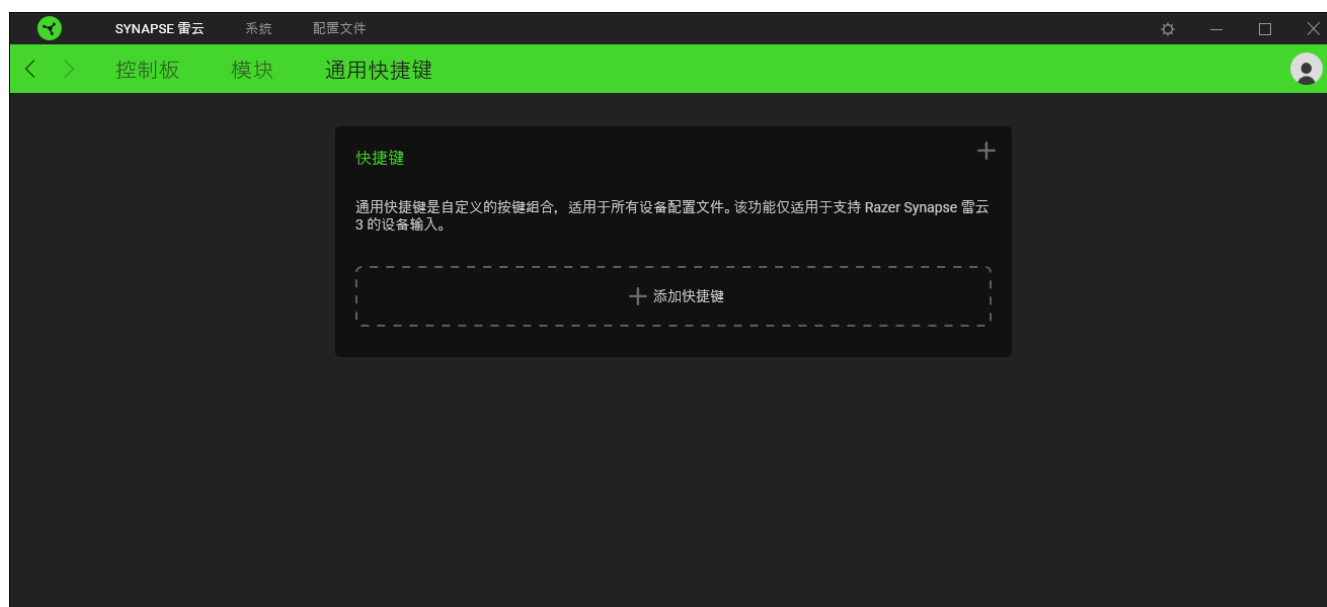 SYNAPSE 雷云 系统 配置文件
控制板 模块 通用快捷键
快捷键
通用快捷键是自定义的按键组合，适用于所有设备配置文件。该功能仅适用于支持 Razer Synapse 雷云
3 的设备输入。
添加快捷键